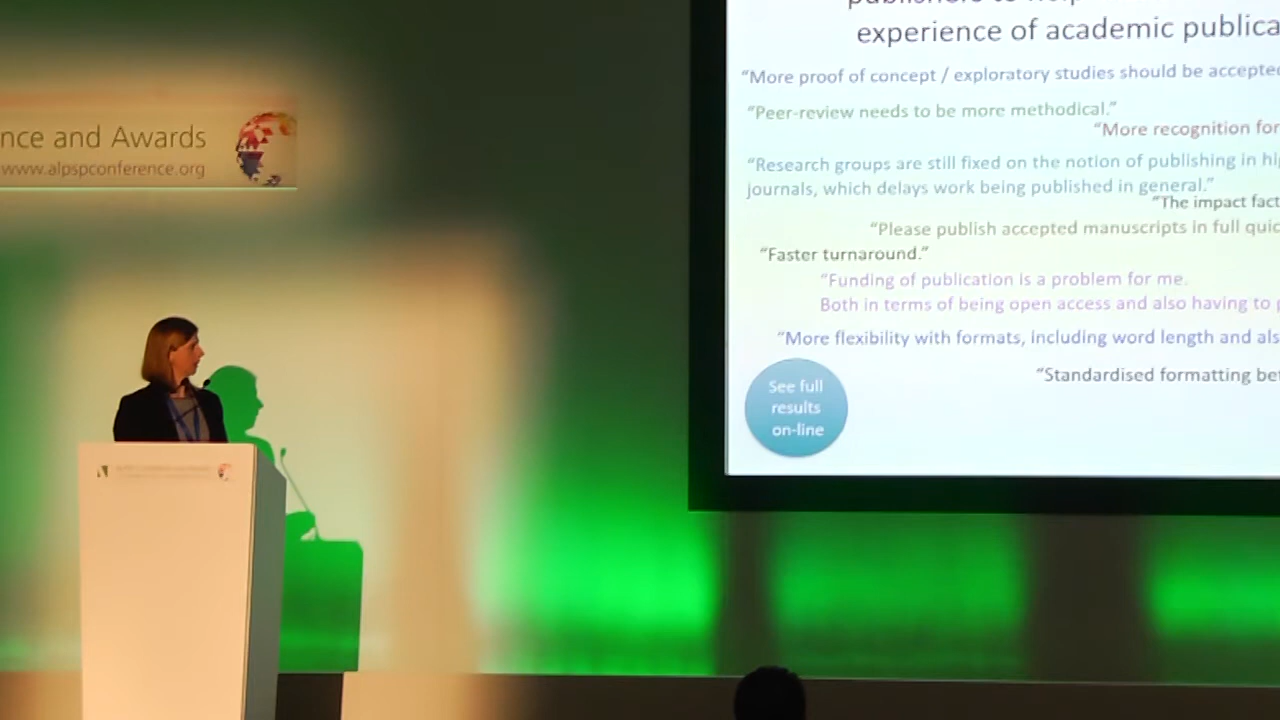 nce and Awards
www.alpspconference.org
experience of academic publica
“More proof of concept / exploratory studies should be accepte
“Peer-review needs to be more methodical.”
“More recognition for
“Research groups are still fixed on the notion of publishing in hi
journals, which delays work being published in general.”
“The impact fact
“Please publish accepted manuscripts in full quic
“Faster turnaround.”
“Funding of publication is a problem for me.
Both in terms of being open access and also having to
“More flexibility with formats, including word length and als
“Standardised formatting be
See full
results
on-line